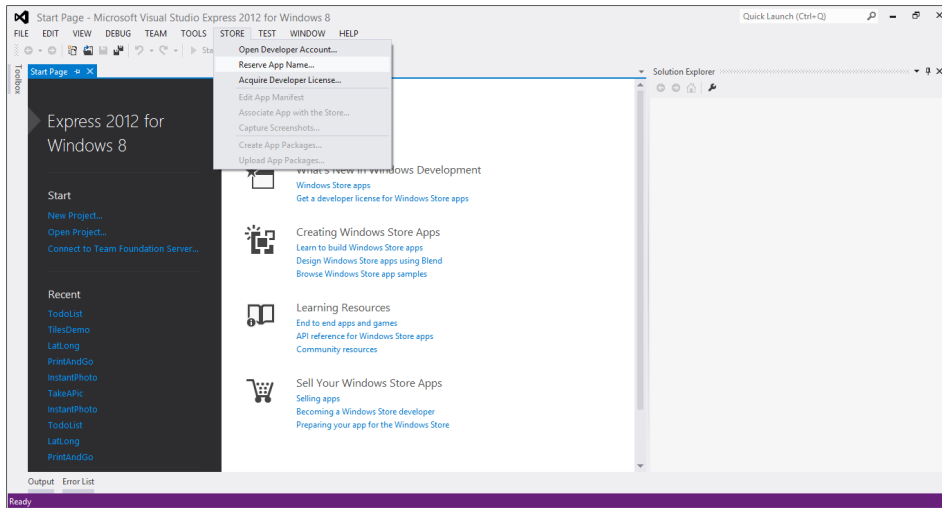 Start Page - Microsoft Visual Studio Express 2012 for Windows 8
Quick Launch (Ctrl+Q)
FILE EDIT VIEW DEBUG TEAM TOOLS STORE TEST WINDOW HELP
Sta
Open Developer Account...
Reserve App Name...
Acquire Developer License...
Edit App Manifest
Associate App with the Store...
Capture Screenshots...
Create App Packages...
Upload App Packages...
Toolbox
Start Page
Solution Explorer
Express 2012 for
Windows 8
Start
New Project...
Open Project...
Connect to Team Foundation Server...
Recent
TodoList
TilesDemo
LatLong
PrintAndGo
InstantPhoto
TakeAPic
InstantPhoto
TodoList
LatLong
PrintAndGo
What's New in Windows Development
Windows Store apps
Get a developer license for Windows Store apps
Creating Windows Store Apps
Learn to build Windows Store apps
Design Windows Store apps using Blend
Browse Windows Store app samples
Learning Resources
End to end apps and games
API reference for Windows Store apps
Community resources
Sell Your Windows Store Apps
Selling apps
Becoming a Windows Store developer
Preparing your app for the Windows Store
Output Error List
Ready